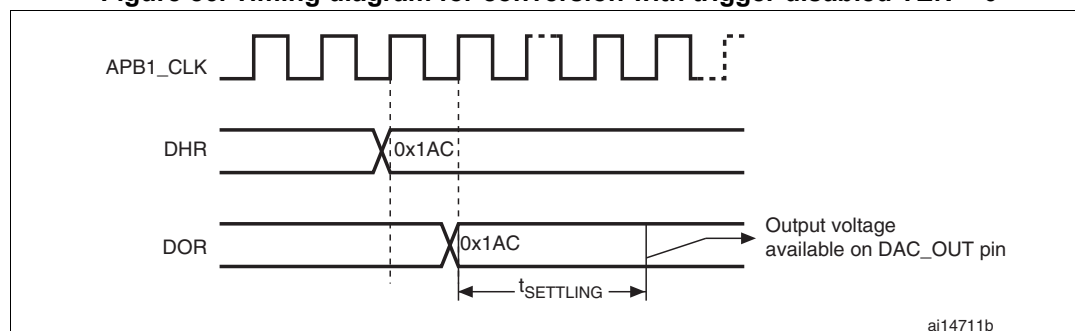 APB1_CLK
DHR
0x1AC
DOR
0x1AC
Output voltage
available on DAC_OUT pin
tSETTLING
ai14711b